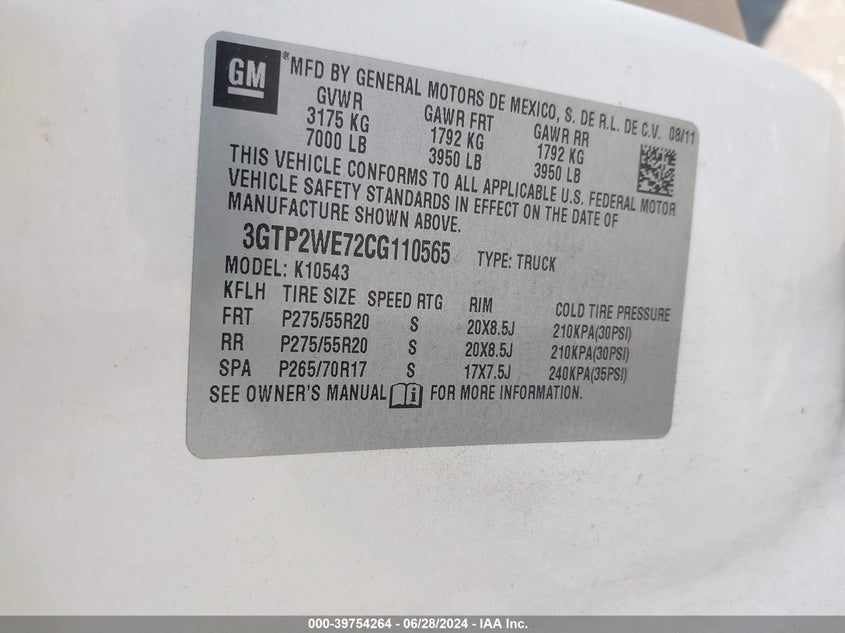 GM
®MFD BY GENERAL MOTORS DE MEXICO, S. DE R.L. DE C.V. 08/11
GVWR GAWR FRT GAWR RR
3175 KG 1792 KG 1792 KG
7000 LB 3950 LB 3950 LB
THIS VEHICLE CONFORMS TO ALL APPLICABLE U.S. FEDERAL MOTOR
VEHICLE SAFETY STANDARDS IN EFFECT ON THE DATE OF
MANUFACTURE SHOWN ABOVE.
3GTP2WE72CG110565 TYPE: TRUCK
MODEL: K10543
KFLH TIRE SIZE SPEED RTG RIM COLD TIRE PRESSURE
FRT P275/55R20 S 20X8.5J 210KPA(30PSI)
RR P275/55R20 S 20X8.5J 210KPA(30PSI)
SPA P265/70R17 S 17X7.5J 240KPA(35PSI)
SEE OWNER'S MANUAL i FOR MORE INFORMATION.
000-39754264 - 06/28/2024 - IAA Inc.